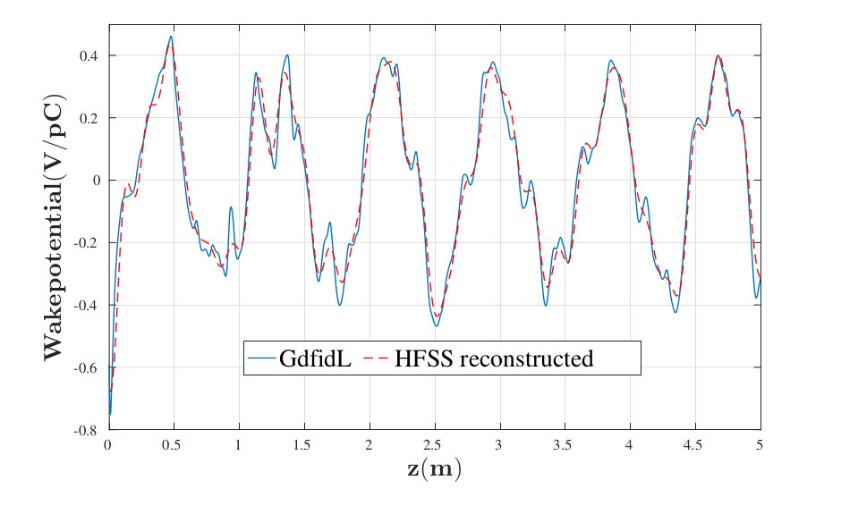 0.4
0.2
0
-0.2
-0.4
-0.6
-0.8
Wakepotential(V/pC)
GdfidL HFSS reconstructed
0 0.5 1 1.5 2 2.5 3 3.5 4 4.5 5
z(m)